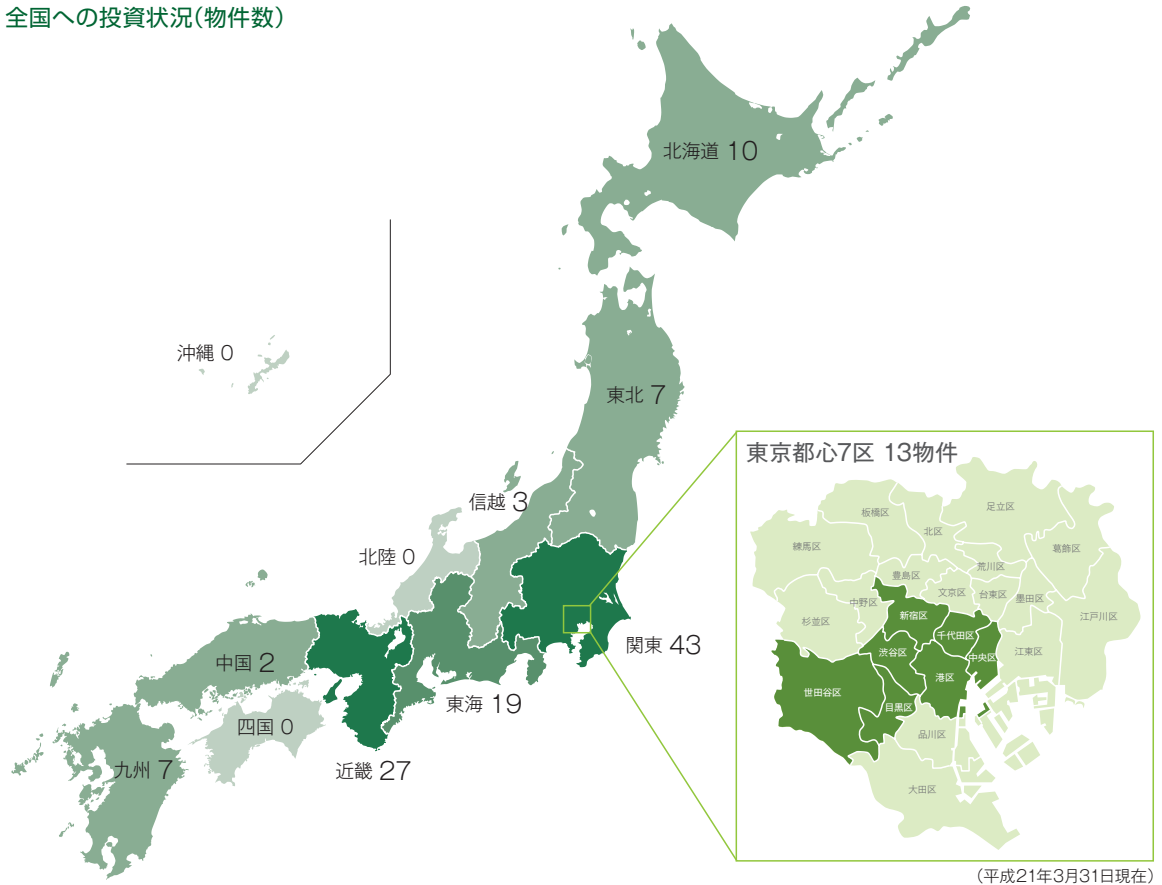 全国への投資状況(物件数)
北海道 10
沖縄 0
東北 7
信越 3
北陸 0
関東 43
中国 2
東海 19
四国 0
近畿 27
九州 7
東京都心7区 13物件
足立区
板橋区
北区
練馬区
葛飾区
荒川区
豊島区
文京区
台東区
墨田区
中野区
杉並区
新宿区
江戸川区
千代田区
渋谷区
中央区
江東区
港区
世田谷区
目黒区
品川区
大田区
(平成21年3月31日現在)